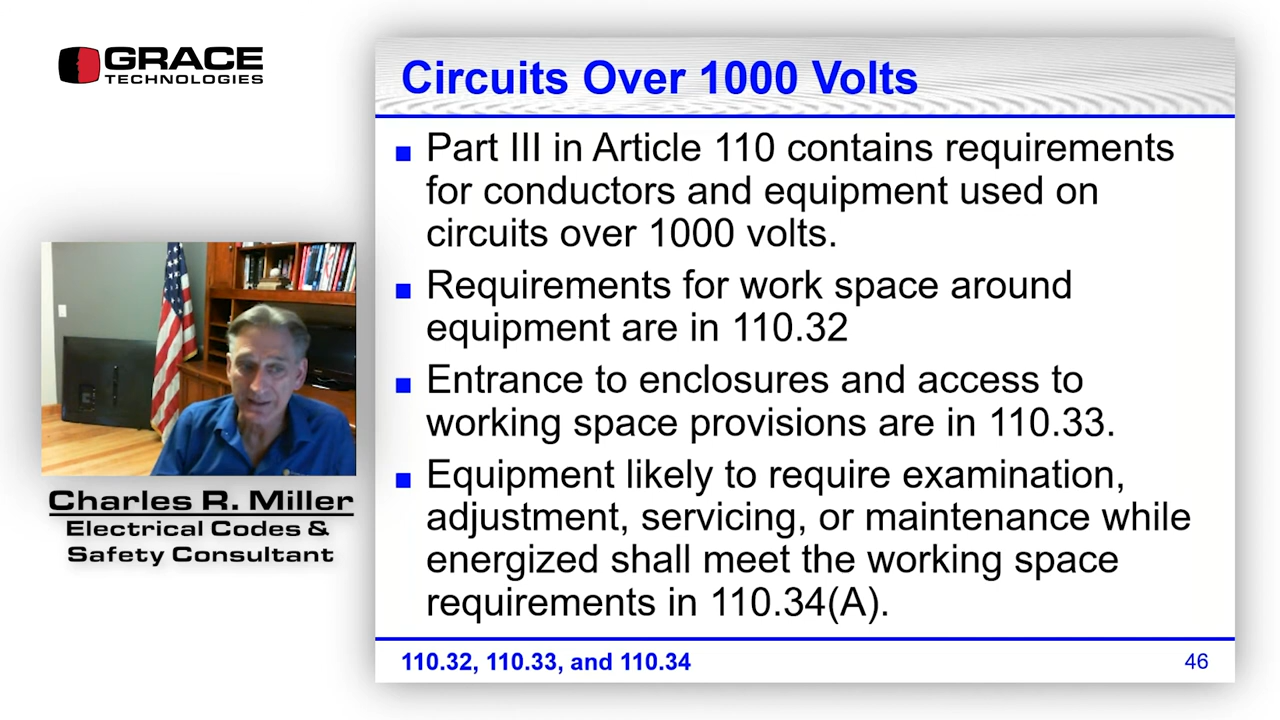 GRACE
TECHNOLOGIES
Circuits Over 1000 Volts
Part III in Article 110 contains requirements
for conductors and equipment used on
circuits over 1000 volts.
Requirements for work space around
equipment are in 110.32
Entrance to enclosures and access to
working space provisions are in 110.33.
Equipment likely to require examination,
adjustment, servicing, or maintenance while
energized shall meet the working space
requirements in 110.34(A).
110.32, 110.33, and 110.34
46
Charles R. Miller
Electrical Codes &
Safety Consultant